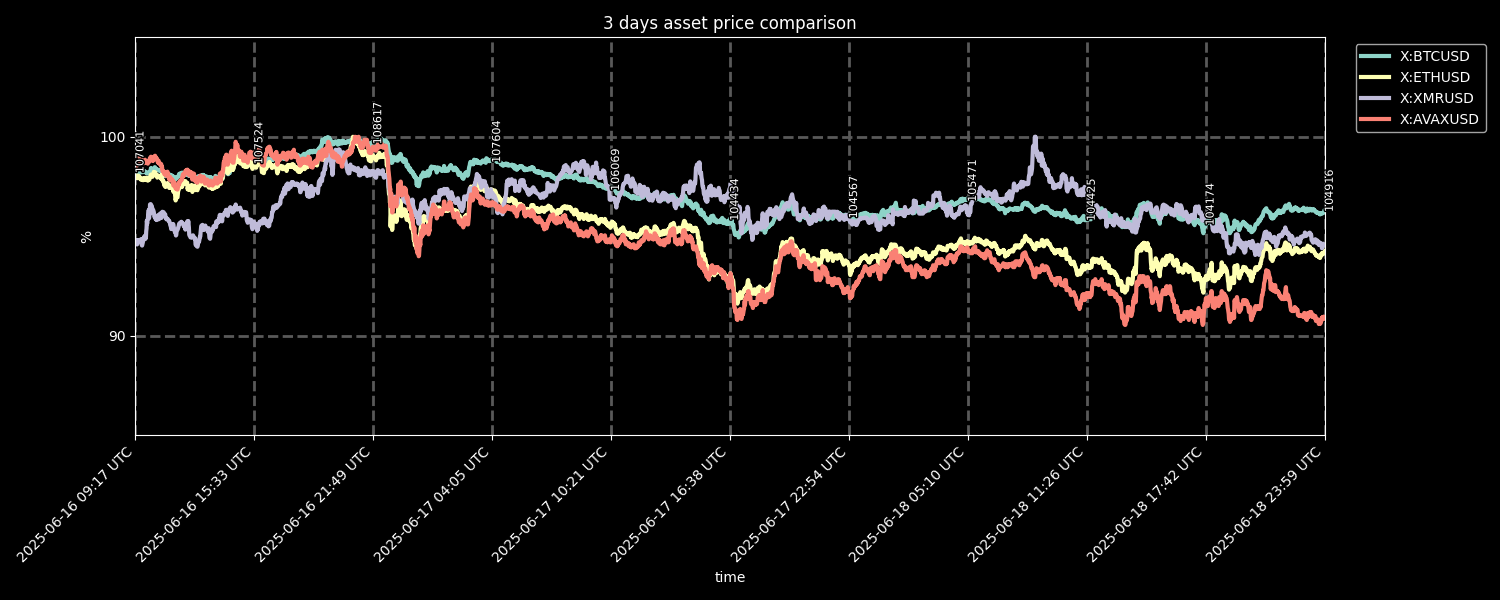 3 days asset price comparison
X:BTCUSD
X:ETHUSD
X:XMRUSD
X:AVAXUSD
100
90
%
107041
107524
108617
107604
106069
104434
104567
105471
104425
104174
104916
2025-06-16 09:17 UTC
2025-06-16 15:33 UTC
2025-06-16 21:49 UTC
2025-06-17 04:05 UTC
2025-06-17 10:21 UTC
2025-06-17 16:38 UTC
2025-06-17 22:54 UTC
2025-06-18 05:10 UTC
2025-06-18 11:26 UTC
2025-06-18 17:42 UTC
2025-06-18 23:59 UTC
time